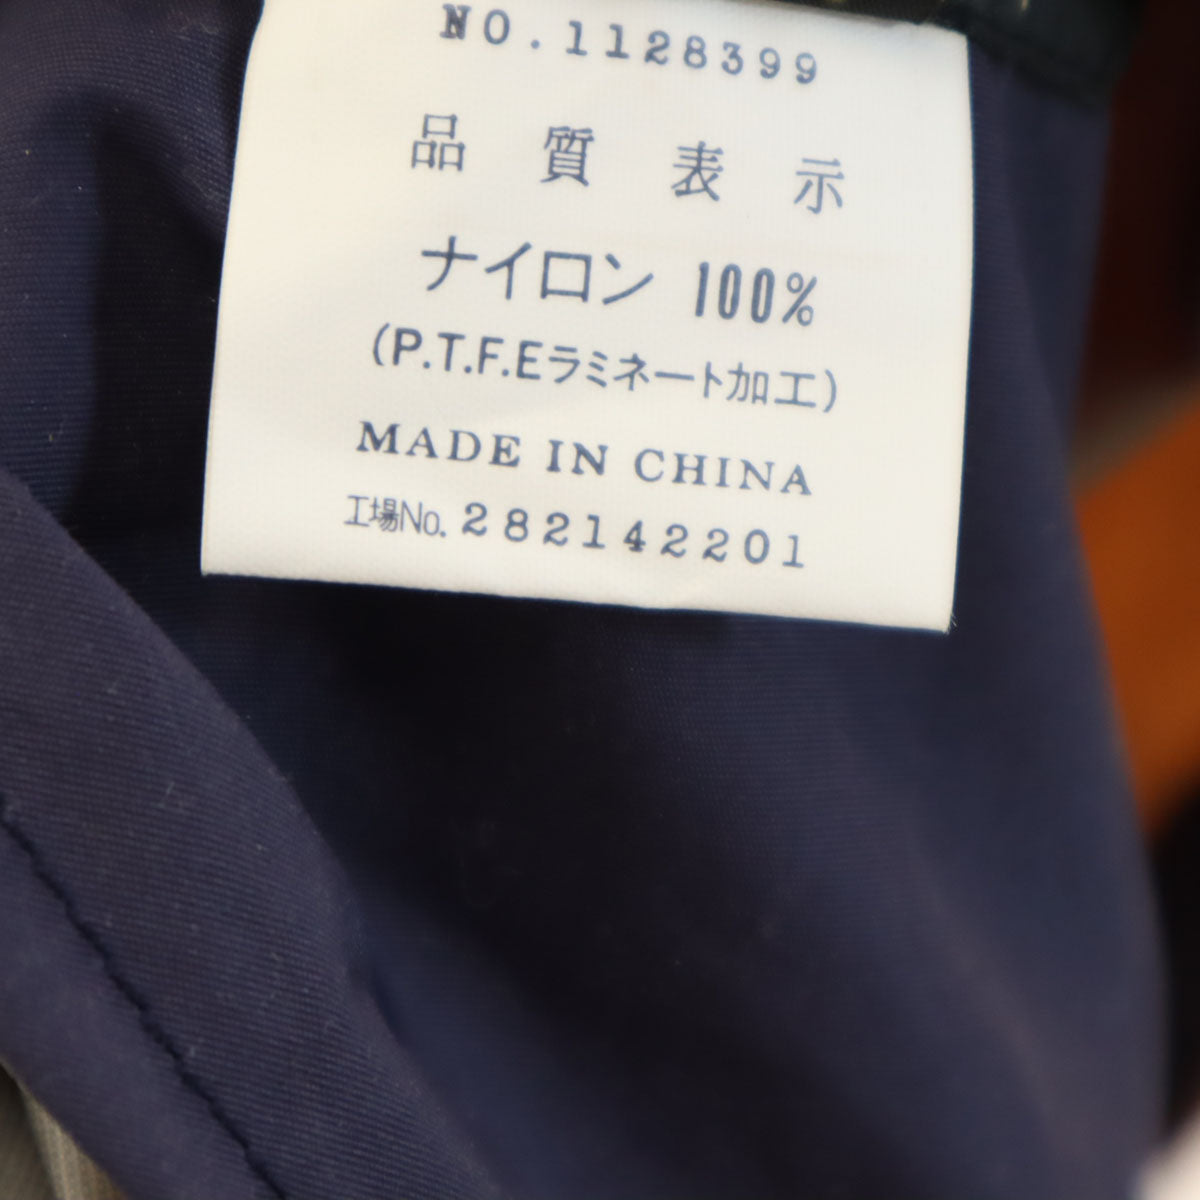 NO.1128399
品質表示
ナイロン 100%
(P.T.F.Eラミネート加工)
MADE IN CHINA
工場No. 282142201